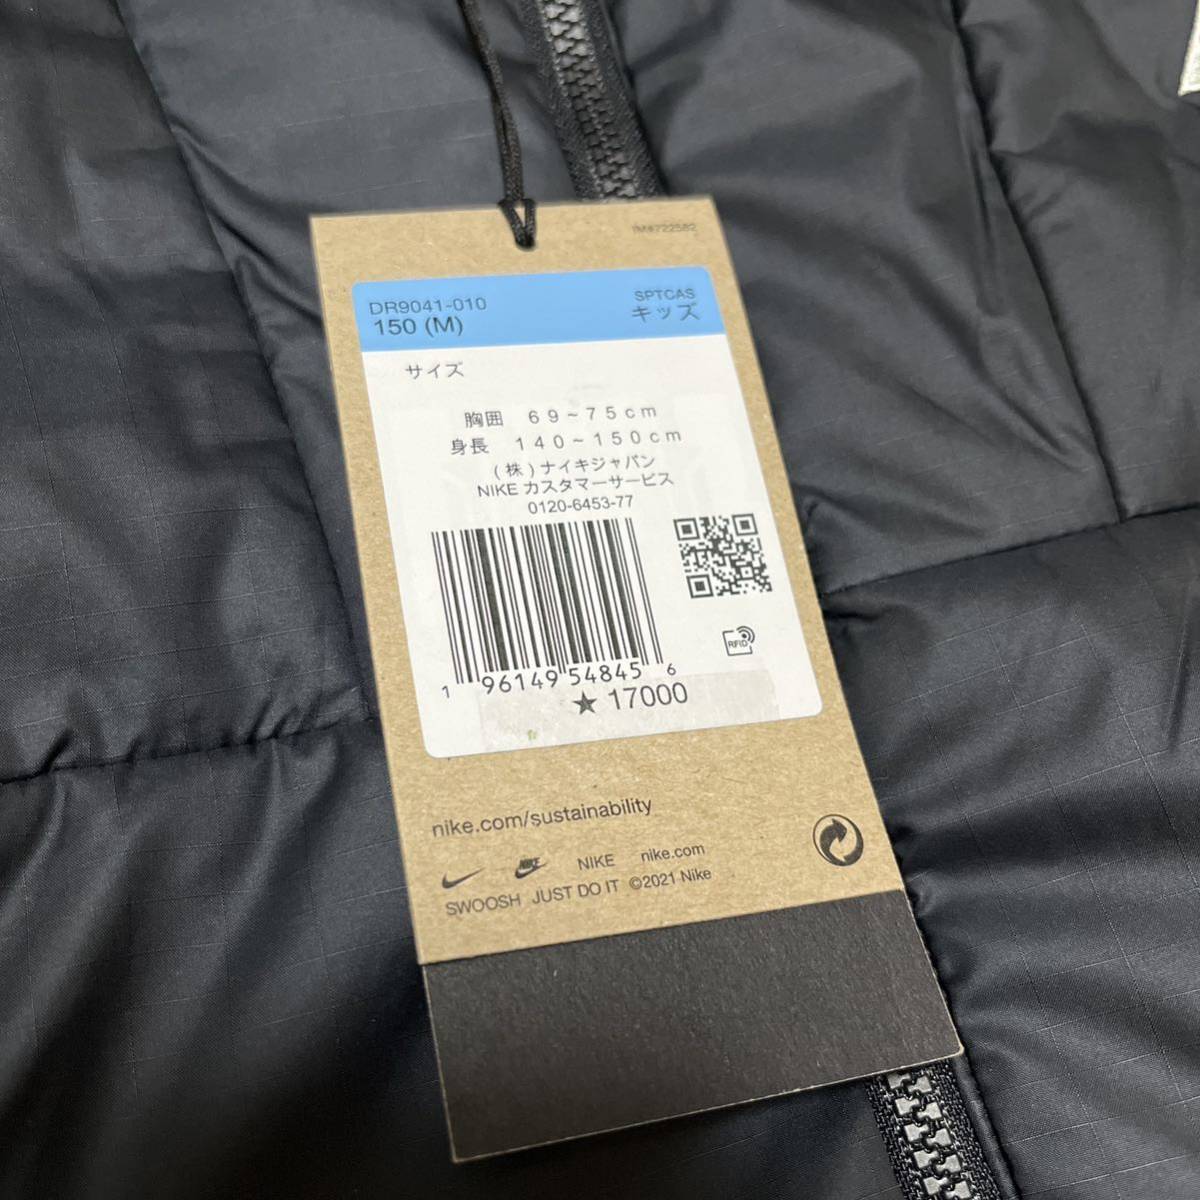 IM#722582
DR9041-010
150 (M)
SPTCAS
キッズ
サイズ
胸囲 69~75cm
身長 140~150cm
(株)ナイキジャパン
NIKE カスタマーサービス
0120-6453-77
RFID
1 96149 54845 6
★ 17000
nike.com/sustainability
NIKE NIKE nike.com
SWOOSH JUST DO IT ©2021 Nike